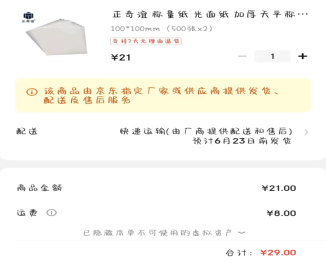 正奇澄称量纸光面纸加厚天平称...
100*100mm（500张x2）
支持7天无理由退货
¥21
1
该商品由京东指定厂家或供应商提供发货、
配送及售后服务
配送
快速运输(由厂商提供配送和售后)
预计6月23日前发货
商品金额
¥21.00
运费
¥8.00
已隐藏本单不可使用的虚拟资产
合计：¥29.00